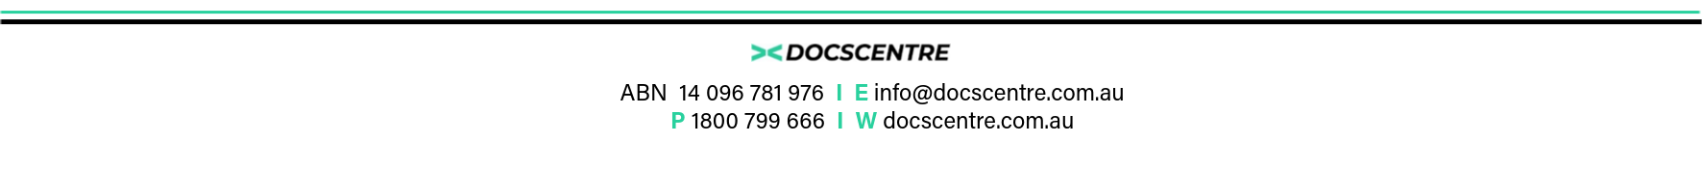 DOCSCENTRE
ABN 14 096 781 976 I E info@docscentre.com.au
P 1800 799 666 I W docscentre.com.au